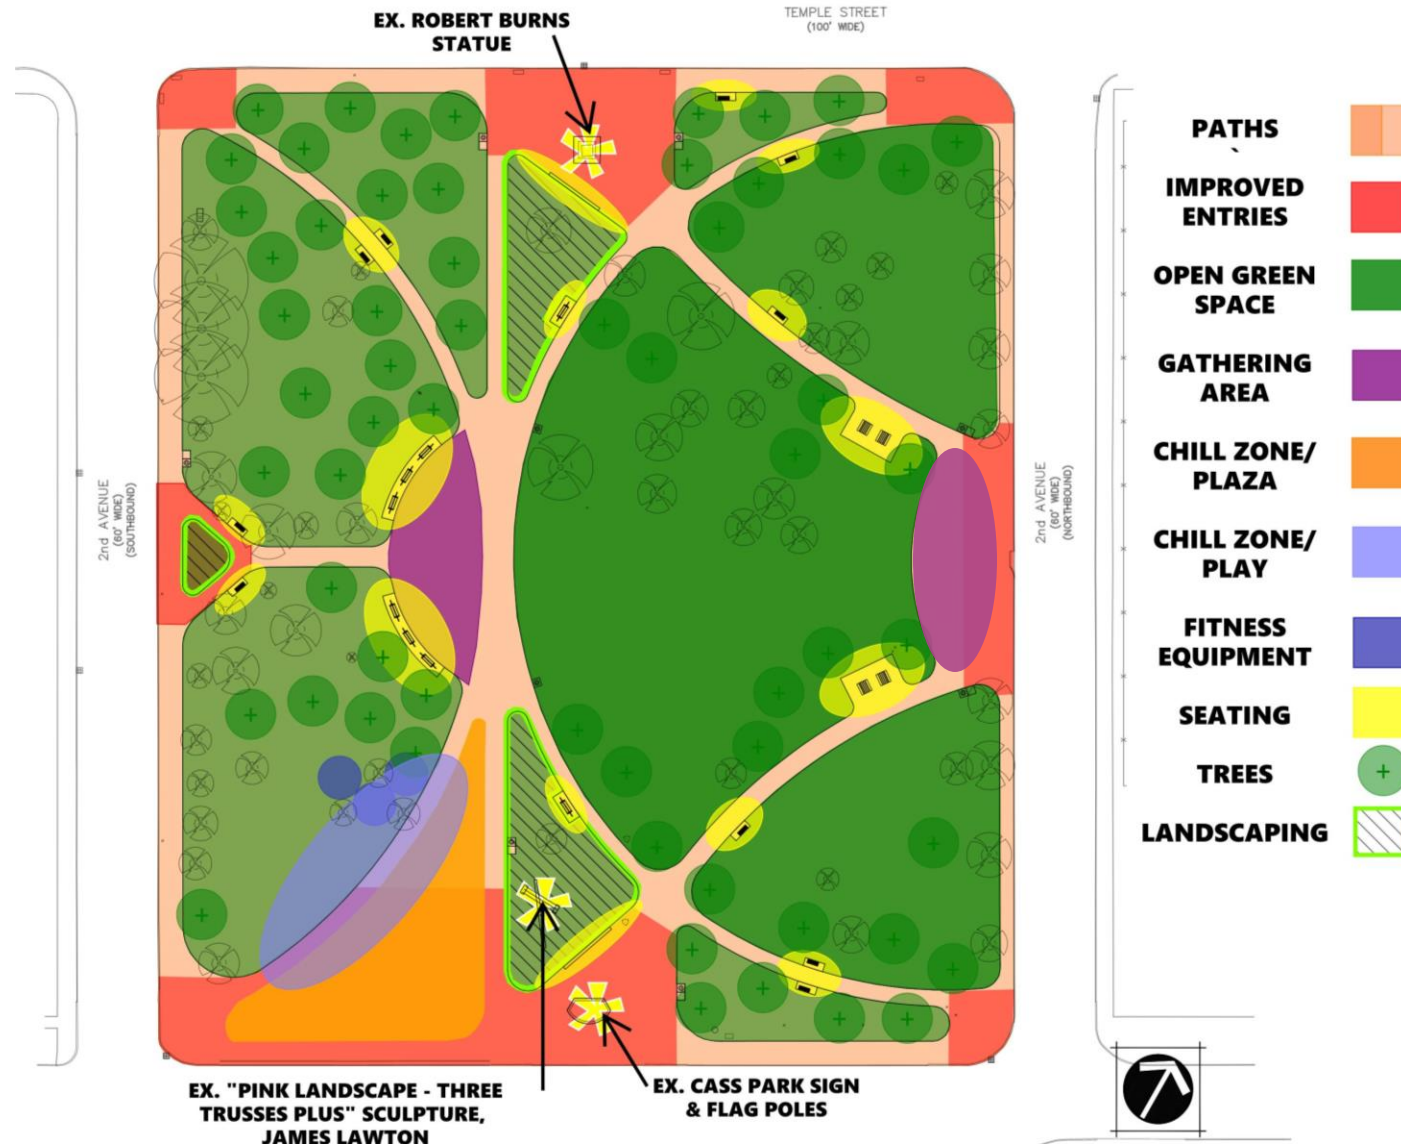 EX. ROBERT BURNS
STATUE
TEMPLE STREET
(100' WIDE)
PATHS
IMPROVED
ENTRIES
OPEN GREEN
SPACE
GATHERING
AREA
CHILL ZONE/
PLAZA
CHILL ZONE/
PLAY
FITNESS
EQUIPMENT
SEATING
TREES
LANDSCAPING
2nd AVENUE
(60' WIDE)
(SOUTHBOUND)
2nd AVENUE
(60' WIDE)
(NORTHBOUND)
EX. "PINK LANDSCAPE - THREE
TRUSSES PLUS" SCULPTURE,
JAMES LAWTON
EX. CASS PARK SIGN
& FLAG POLES